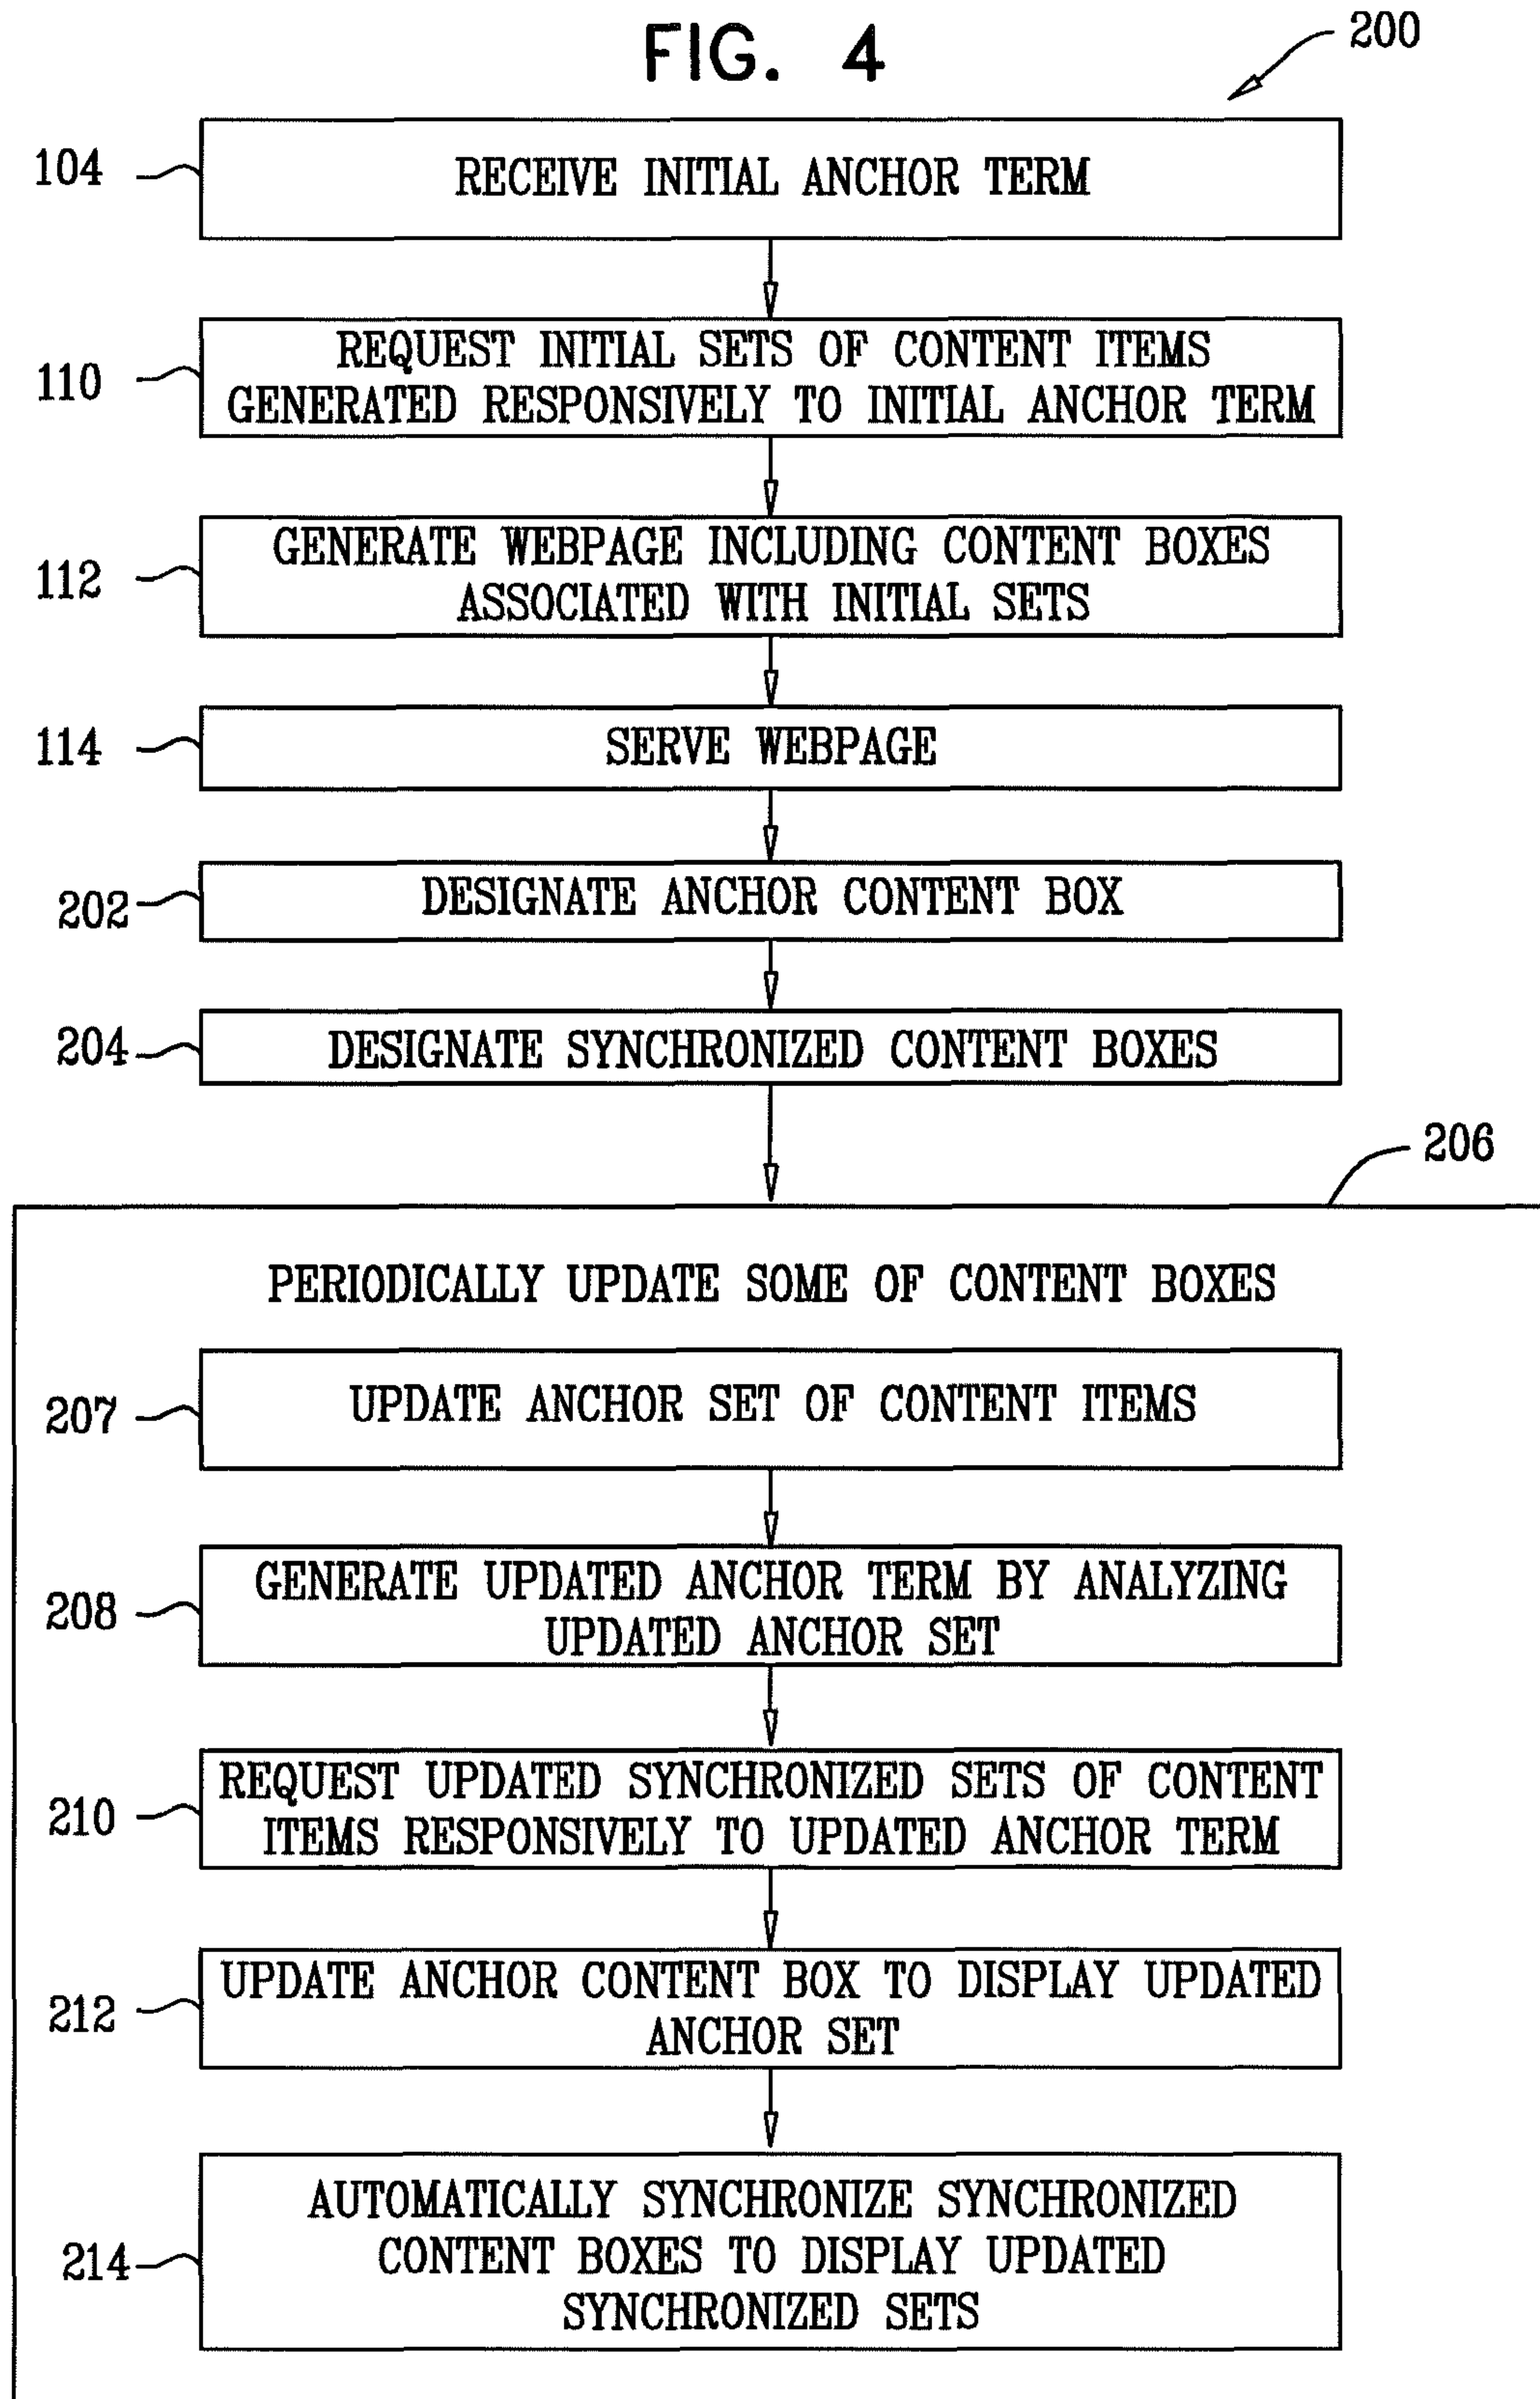 FIG. 4
200
104
RECEIVE INITIAL ANCHOR TERM
110
REQUEST INITIAL SETS OF CONTENT ITEMS
GENERATED RESPONSIVELY TO INITIAL ANCHOR TERM
112
GENERATE WEBPAGE INCLUDING CONTENT BOXES
ASSOCIATED WITH INITIAL SETS
114
SERVE WEBPAGE
202
DESIGNATE ANCHOR CONTENT BOX
204
DESIGNATE SYNCHRONIZED CONTENT BOXES
206
PERIODICALLY UPDATE SOME OF CONTENT BOXES
207
UPDATE ANCHOR SET OF CONTENT ITEMS
208
GENERATE UPDATED ANCHOR TERM BY ANALYZING
UPDATED ANCHOR SET
210
REQUEST UPDATED SYNCHRONIZED SETS OF CONTENT
ITEMS RESPONSIVELY TO UPDATED ANCHOR TERM
212
UPDATE ANCHOR CONTENT BOX TO DISPLAY UPDATED
ANCHOR SET
214
AUTOMATICALLY SYNCHRONIZE SYNCHRONIZED
CONTENT BOXES TO DISPLAY UPDATED
SYNCHRONIZED SETS